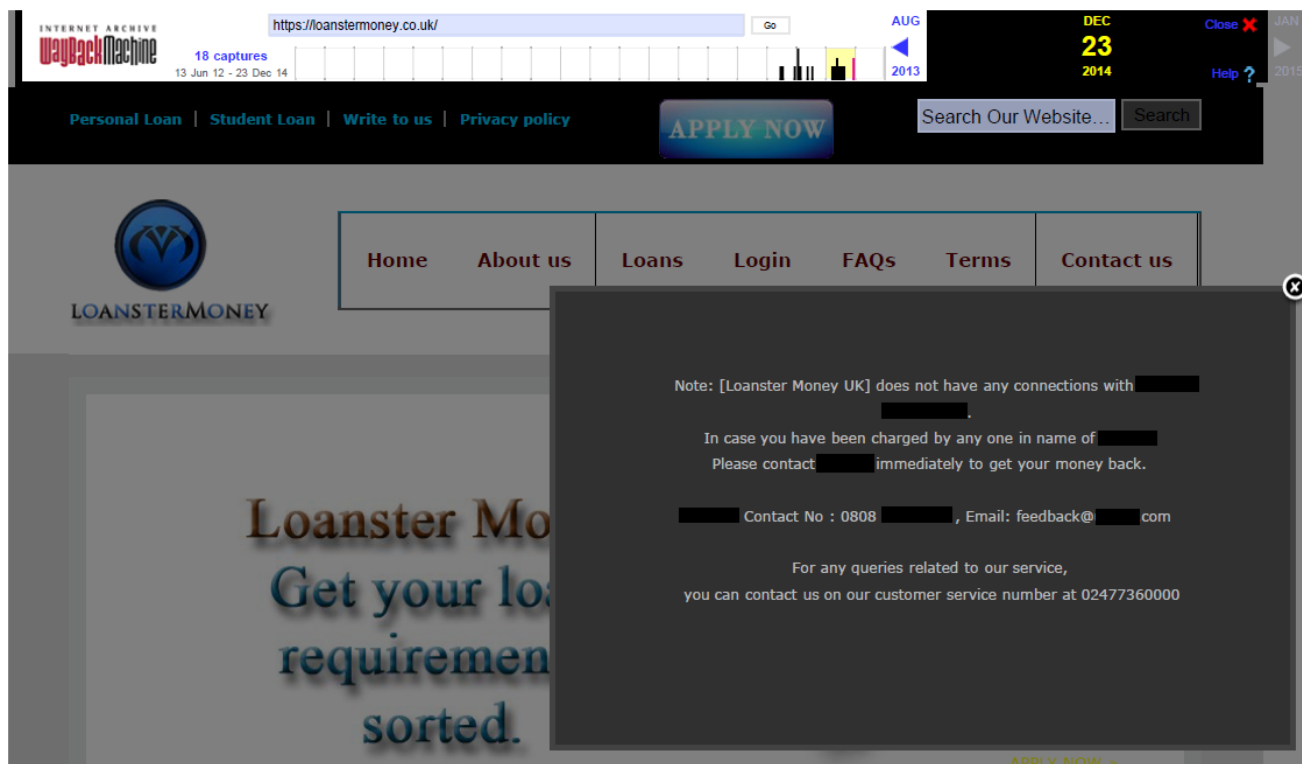 INTERNET ARCHIVE
WayBackMachine
https://loanstermoney.co.uk/
Go
18 captures
13 Jun 12 - 23 Dec 14
AUG DEC JAN
23
2013 2014 2015
Close
Help ?
Personal Loan | Student Loan | Write to us | Privacy policy
APPLY NOW
Search Our Website...
Search
LOANSTERMONEY
Home About us Loans Login FAQs Terms Contact us
Note: [Loanster Money UK] does not have any connections with
.
In case you have been charged by any one in name of
Please contact immediately to get your money back.
Contact No : 0808 , Email: feedback@ com
For any queries related to our service,
you can contact us on our customer service number at 02477360000
Loanster Mo
Get your loa
requiremen
sorted.
APPLY NOW